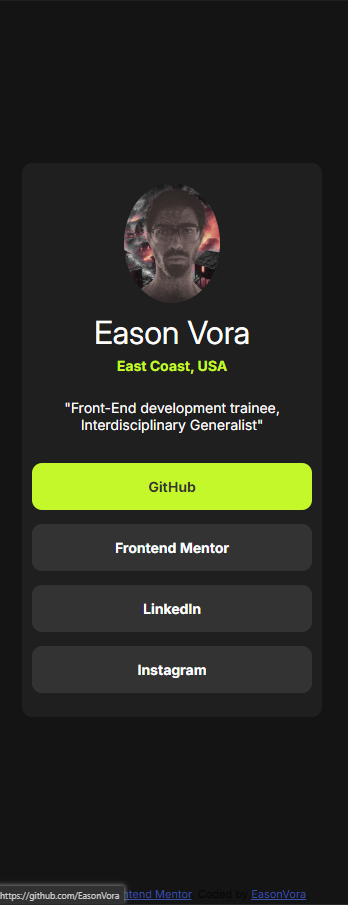 Eason Vora
East Coast, USA
"Front-End development trainee,
Interdisciplinary Generalist"
GitHub
Frontend Mentor
LinkedIn
Instagram
https://github.com/EasonVora
ntend Mentor. Coded by EasonVora